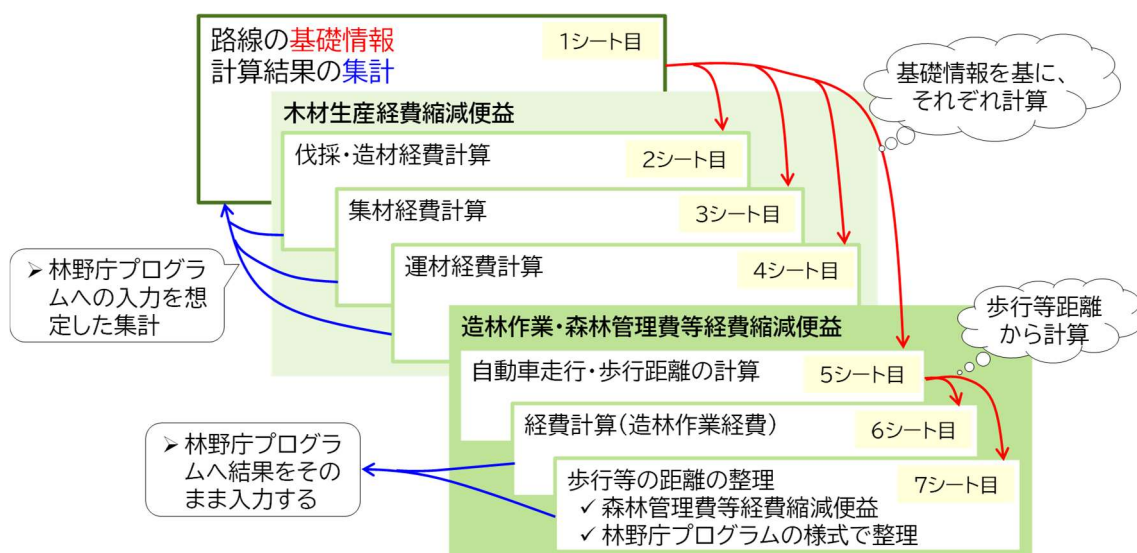 路線の基礎情報
計算結果の集計
1シート目
基礎情報を基に、
それぞれ計算
木材生産経費縮減便益
伐採・造材経費計算
2シート目
集材経費計算
3シート目
運材経費計算
4シート目
➢ 林野庁プログラ
ムへの入力を想
定した集計
造林作業・森林管理費等経費縮減便益
歩行等距離
から計算
自動車走行・歩行距離の計算
5シート目
経費計算(造林作業経費)
6シート目
➢ 林野庁プログラ
ムへ結果をその
まま入力する
歩行等の距離の整理
7シート目
✓ 森林管理費等経費縮減便益
✓ 林野庁プログラムの様式で整理